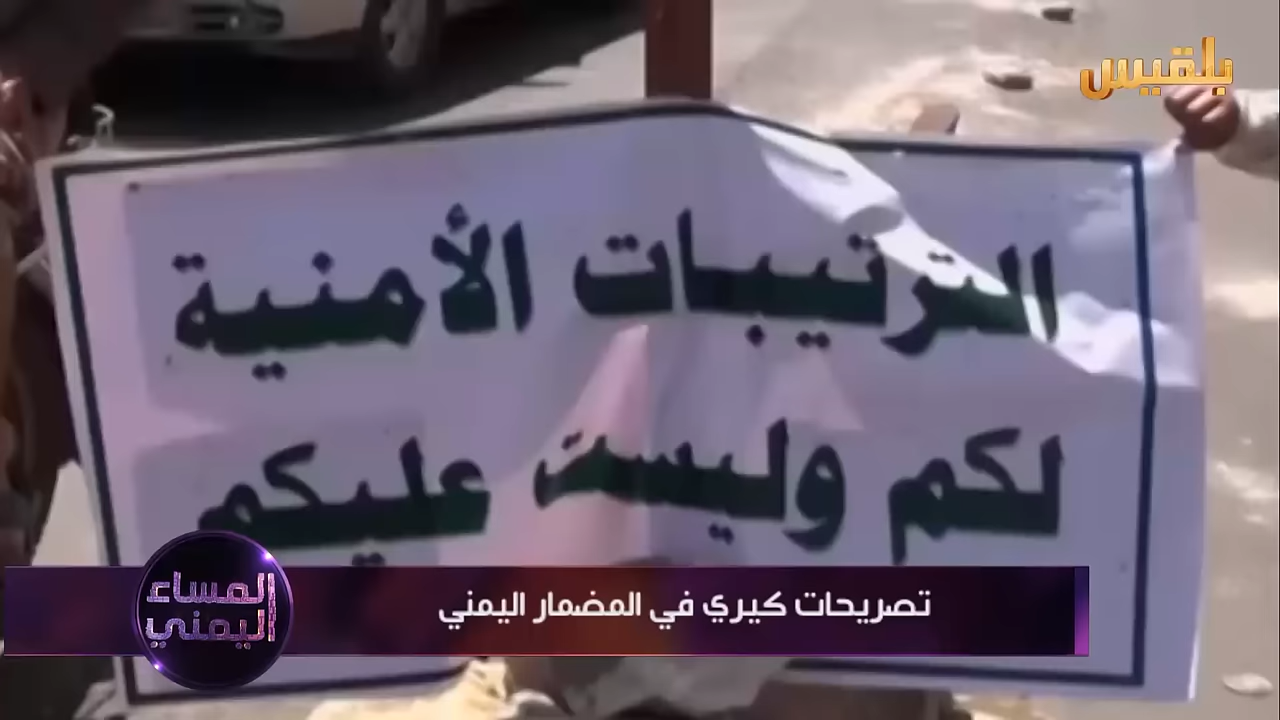 بلقيس
الترتيبات الأمنية
لكم وليست عليكم
تصريحات كيري في المضمار اليمني
المساء
اليمني